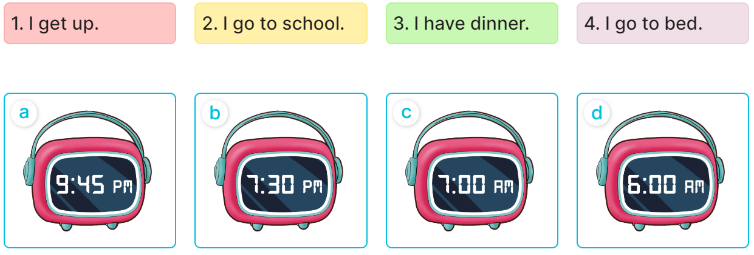 1. I get up.
2. I go to school.
3. I have dinner.
4. I go to bed.
a
b
c
d
9:45 PM
7:30 PM
7:00 AM
6:00 AM